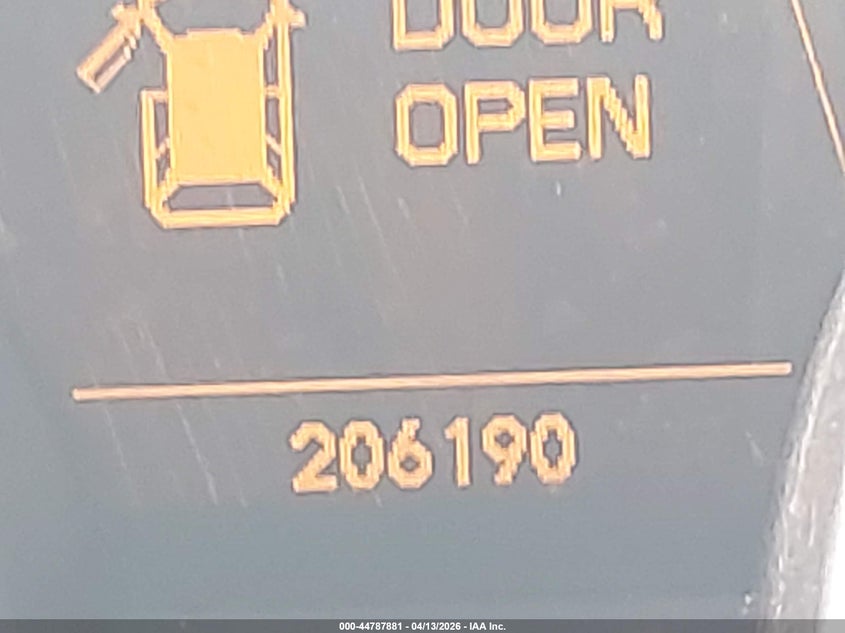 DOOR
OPEN
206190
000-44787881 - 04/13/2026 - IAA Inc.